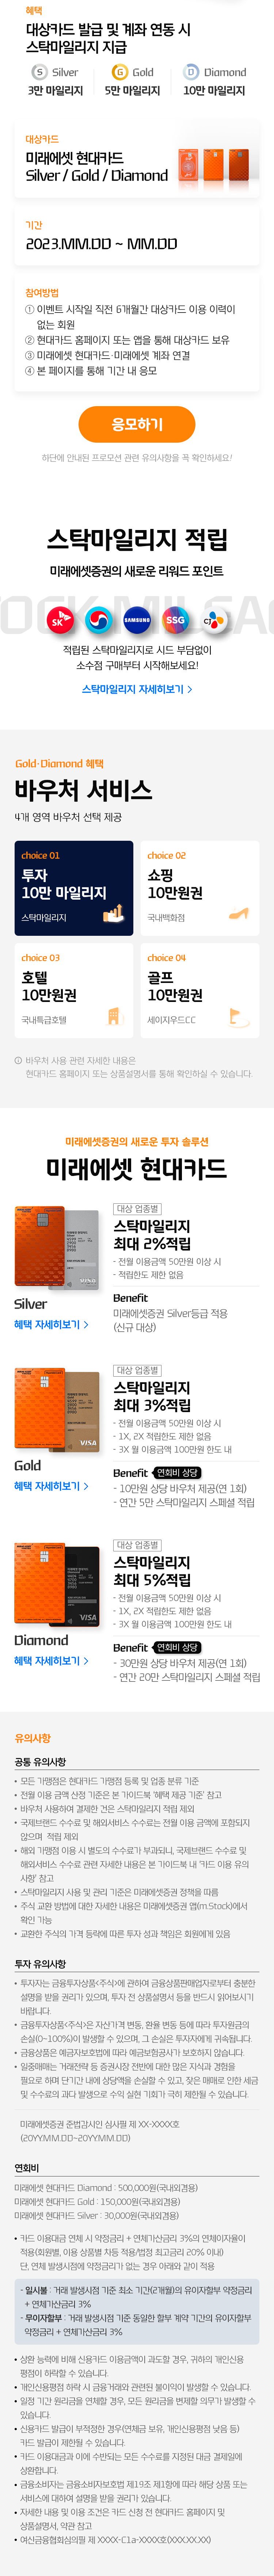 혜택
대상카드 발급 및 계좌 연동 시
스탁마일리지 지급
S Silver
G Gold
D Diamond
3만 마일리지
5만 마일리지
10만 마일리지
대상카드
미래에셋 현대카드
Silver / Gold / Diamond
기간
2023.MM.DD ~ MM.DD
참여방법
① 이벤트 시작일 직전 6개월간 대상카드 이용 이력이
없는 회원
② 현대카드 홈페이지 또는 앱을 통해 대상카드 보유
③ 미래에셋 현대카드·미래에셋 계좌 연결
④ 본 페이지를 통해 기간 내 응모
응모하기
하단에 안내된 프로모션 관련 유의사항을 꼭 확인하세요!
스탁마일리지 적립
미래에셋증권의 새로운 리워드 포인트
SK
SAMSUNG
SSG
CJ
적립된 스탁마일리지로 시드 부담없이
소수점 구매부터 시작해보세요!
스탁마일리지 자세히보기 >
Gold·Diamond 혜택
바우처 서비스
4개 영역 바우처 선택 제공
choice 01
투자
10만 마일리지
스탁마일리지
choice 02
쇼핑
10만원권
국내백화점
choice 03
호텔
10만원권
국내특급호텔
choice 04
골프
10만원권
세이지우드CC
바우처 사용 관련 자세한 내용은
현대카드 홈페이지 또는 상품설명서를 통해 확인하실 수 있습니다.
미래에셋증권의 새로운 투자 솔루션
미래에셋 현대카드
Silver
혜택 자세히보기 >
대상 업종별
스탁마일리지
최대 2%적립
- 전월 이용금액 50만원 이상 시
- 적립한도 제한 없음
Benefit
미래에셋증권 Silver등급 적용
(신규 대상)
VISA
Gold
혜택 자세히보기 >
대상 업종별
스탁마일리지
최대 3%적립
- 전월 이용금액 50만원 이상 시
- 1X, 2X 적립한도 제한 없음
- 3X 월 이용금액 100만원 한도 내
Benefit 연회비 상당
- 10만원 상당 바우처 제공(연 1회)
- 연간 5만 스탁마일리지 스페셜 적립
VISA
Diamond
혜택 자세히보기 >
대상 업종별
스탁마일리지
최대 5%적립
- 전월 이용금액 50만원 이상 시
- 1X, 2X 적립한도 제한 없음
- 3X 월 이용금액 100만원 한도 내
Benefit 연회비 상당
- 30만원 상당 바우처 제공(연 1회)
- 연간 20만 스탁마일리지 스페셜 적립
유의사항
공통 유의사항
• 모든 가맹점은 현대카드 가맹점 등록 및 업종 분류 기준
• 전월 이용 금액 산정 기준은 본 가이드북 '혜택 제공 기준' 참고
• 바우처 사용하여 결제한 건은 스탁마일리지 적립 제외
• 국제브랜드 수수료 및 해외서비스 수수료는 전월 이용 금액에 포함되지
않으며 적립 제외
• 해외 가맹점 이용 시 별도의 수수료가 부과되니, 국제브랜드 수수료 및
해외서비스 수수료 관련 자세한 내용은 본 가이드북 내 '카드 이용 유의
사항' 참고
• 스탁마일리지 사용 및 관리 기준은 미래에셋증권 정책을 따름
• 주식 교환 방법에 대한 자세한 내용은 미래에셋증권 앱(m.Stock)에서
확인 가능
• 교환한 주식의 가격 등락에 따른 투자 성과 책임은 회원에게 있음
투자 유의사항
• 투자자는 금융투자상품<주식>에 관하여 금융상품판매업자로부터 충분한
설명을 받을 권리가 있으며, 투자 전 상품설명서 등을 반드시 읽어보시기
바랍니다.
• 금융투자상품<주식>은 자산가격 변동, 환율 변동 등에 따라 투자원금의
손실(0~100%)이 발생할 수 있으며, 그 손실은 투자자에게 귀속됩니다.
• 금융상품은 예금자보호법에 따라 예금보험공사가 보호하지 않습니다.
• 일중매매는 거래전략 등 증권시장 전반에 대한 많은 지식과 경험을
필요로 하며 단기간 내에 상당액을 손실할 수 있고, 잦은 매매로 인한 세금
및 수수료의 과다 발생으로 수익 실현 기회가 극히 제한될 수 있습니다.
미래에셋증권 준법감시인 심사필 제 XX-XXXX호
(20YY.MM.DD~20YY.MM.DD)
연회비
미래에셋 현대카드 Diamond : 500,000원(국내외겸용)
미래에셋 현대카드 Gold : 150,000원(국내외겸용)
미래에셋 현대카드 Silver : 30,000원(국내외겸용)
• 카드 이용대금 연체 시 약정금리 + 연체가산금리 3%의 연체이자율이
적용(회원별, 이용 상품별 차등 적용/법정 최고금리 20% 이내)
단, 연체 발생시점에 약정금리가 없는 경우 아래와 같이 적용
- 일시불 : 거래 발생시점 기준 최소 기간(2개월)의 유이자할부 약정금리
+ 연체가산금리 3%
- 무이자할부 : 거래 발생시점 기준 동일한 할부 계약 기간의 유이자할부
약정금리 + 연체가산금리 3%
• 상환 능력에 비해 신용카드 이용금액이 과도할 경우, 귀하의 개인신용
평점이 하락할 수 있습니다.
• 개인신용평점 하락 시 금융거래와 관련된 불이익이 발생할 수 있습니다.
• 일정 기간 원리금을 연체할 경우, 모든 원리금을 변제할 의무가 발생할 수
있습니다.
• 신용카드 발급이 부적정한 경우(연체금 보유, 개인신용평점 낮음 등)
카드 발급이 제한될 수 있습니다.
• 카드 이용대금과 이에 수반되는 모든 수수료를 지정된 대금 결제일에
상환합니다.
• 금융소비자는 금융소비자보호법 제19조 제1항에 따라 해당 상품 또는
서비스에 대하여 설명을 받을 권리가 있습니다.
• 자세한 내용 및 이용 조건은 카드 신청 전 현대카드 홈페이지 및
상품설명서, 약관 참고
• 여신금융협회심의필 제 XXXX-C1a-XXXX호(XXX.XX.XX)